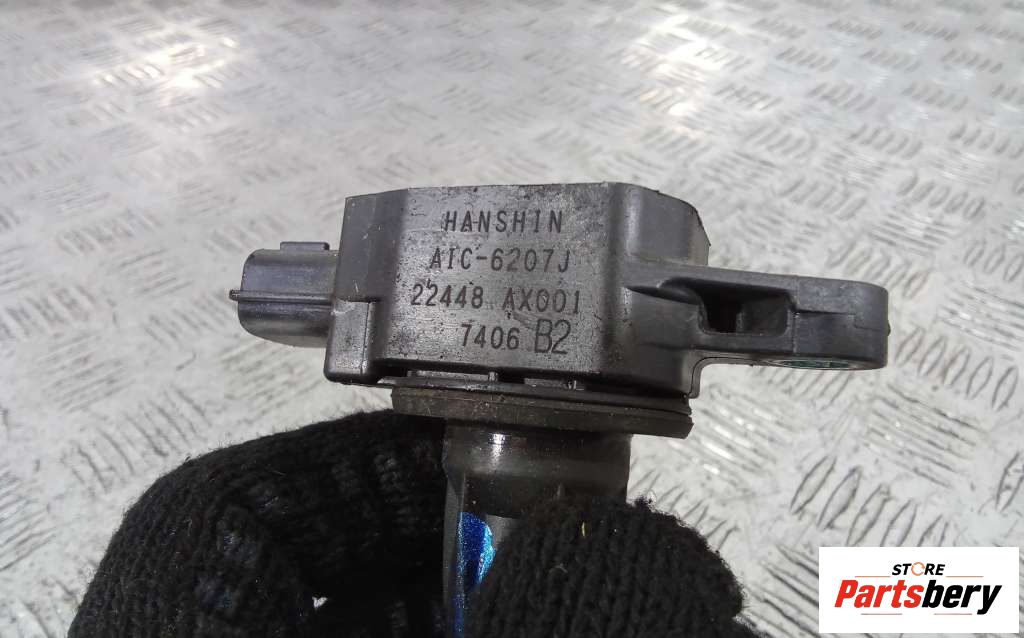 HANSHIN
AIC-6207J
22448 AX001
7406 B2
STORE
Partsbery